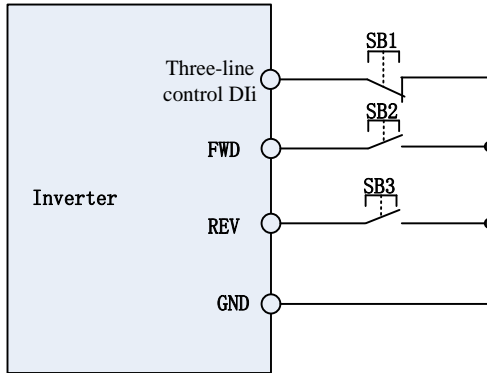 SB1
Three-line
control DIi
SB2
FWD
Inverter
SB3
REV
GND